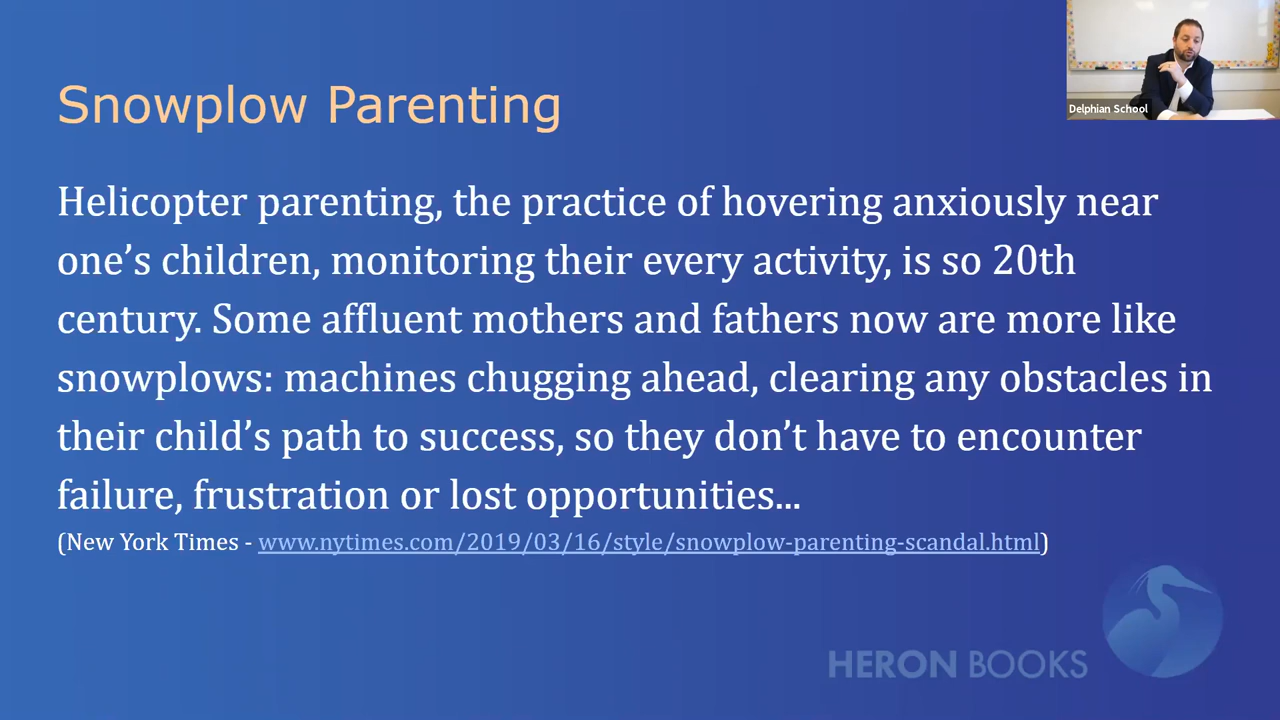 Delphian School
Snowplow Parenting
Helicopter parenting, the practice of hovering anxiously near
one’s children, monitoring their every activity, is so 20th
century. Some affluent mothers and fathers now are more like
snowplows: machines chugging ahead, clearing any obstacles in
their child’s path to success, so they don’t have to encounter
failure, frustration or lost opportunities...
(New York Times - www.nytimes.com/2019/03/16/style/snowplow-parenting-scandal.html)
HERON BOOKS